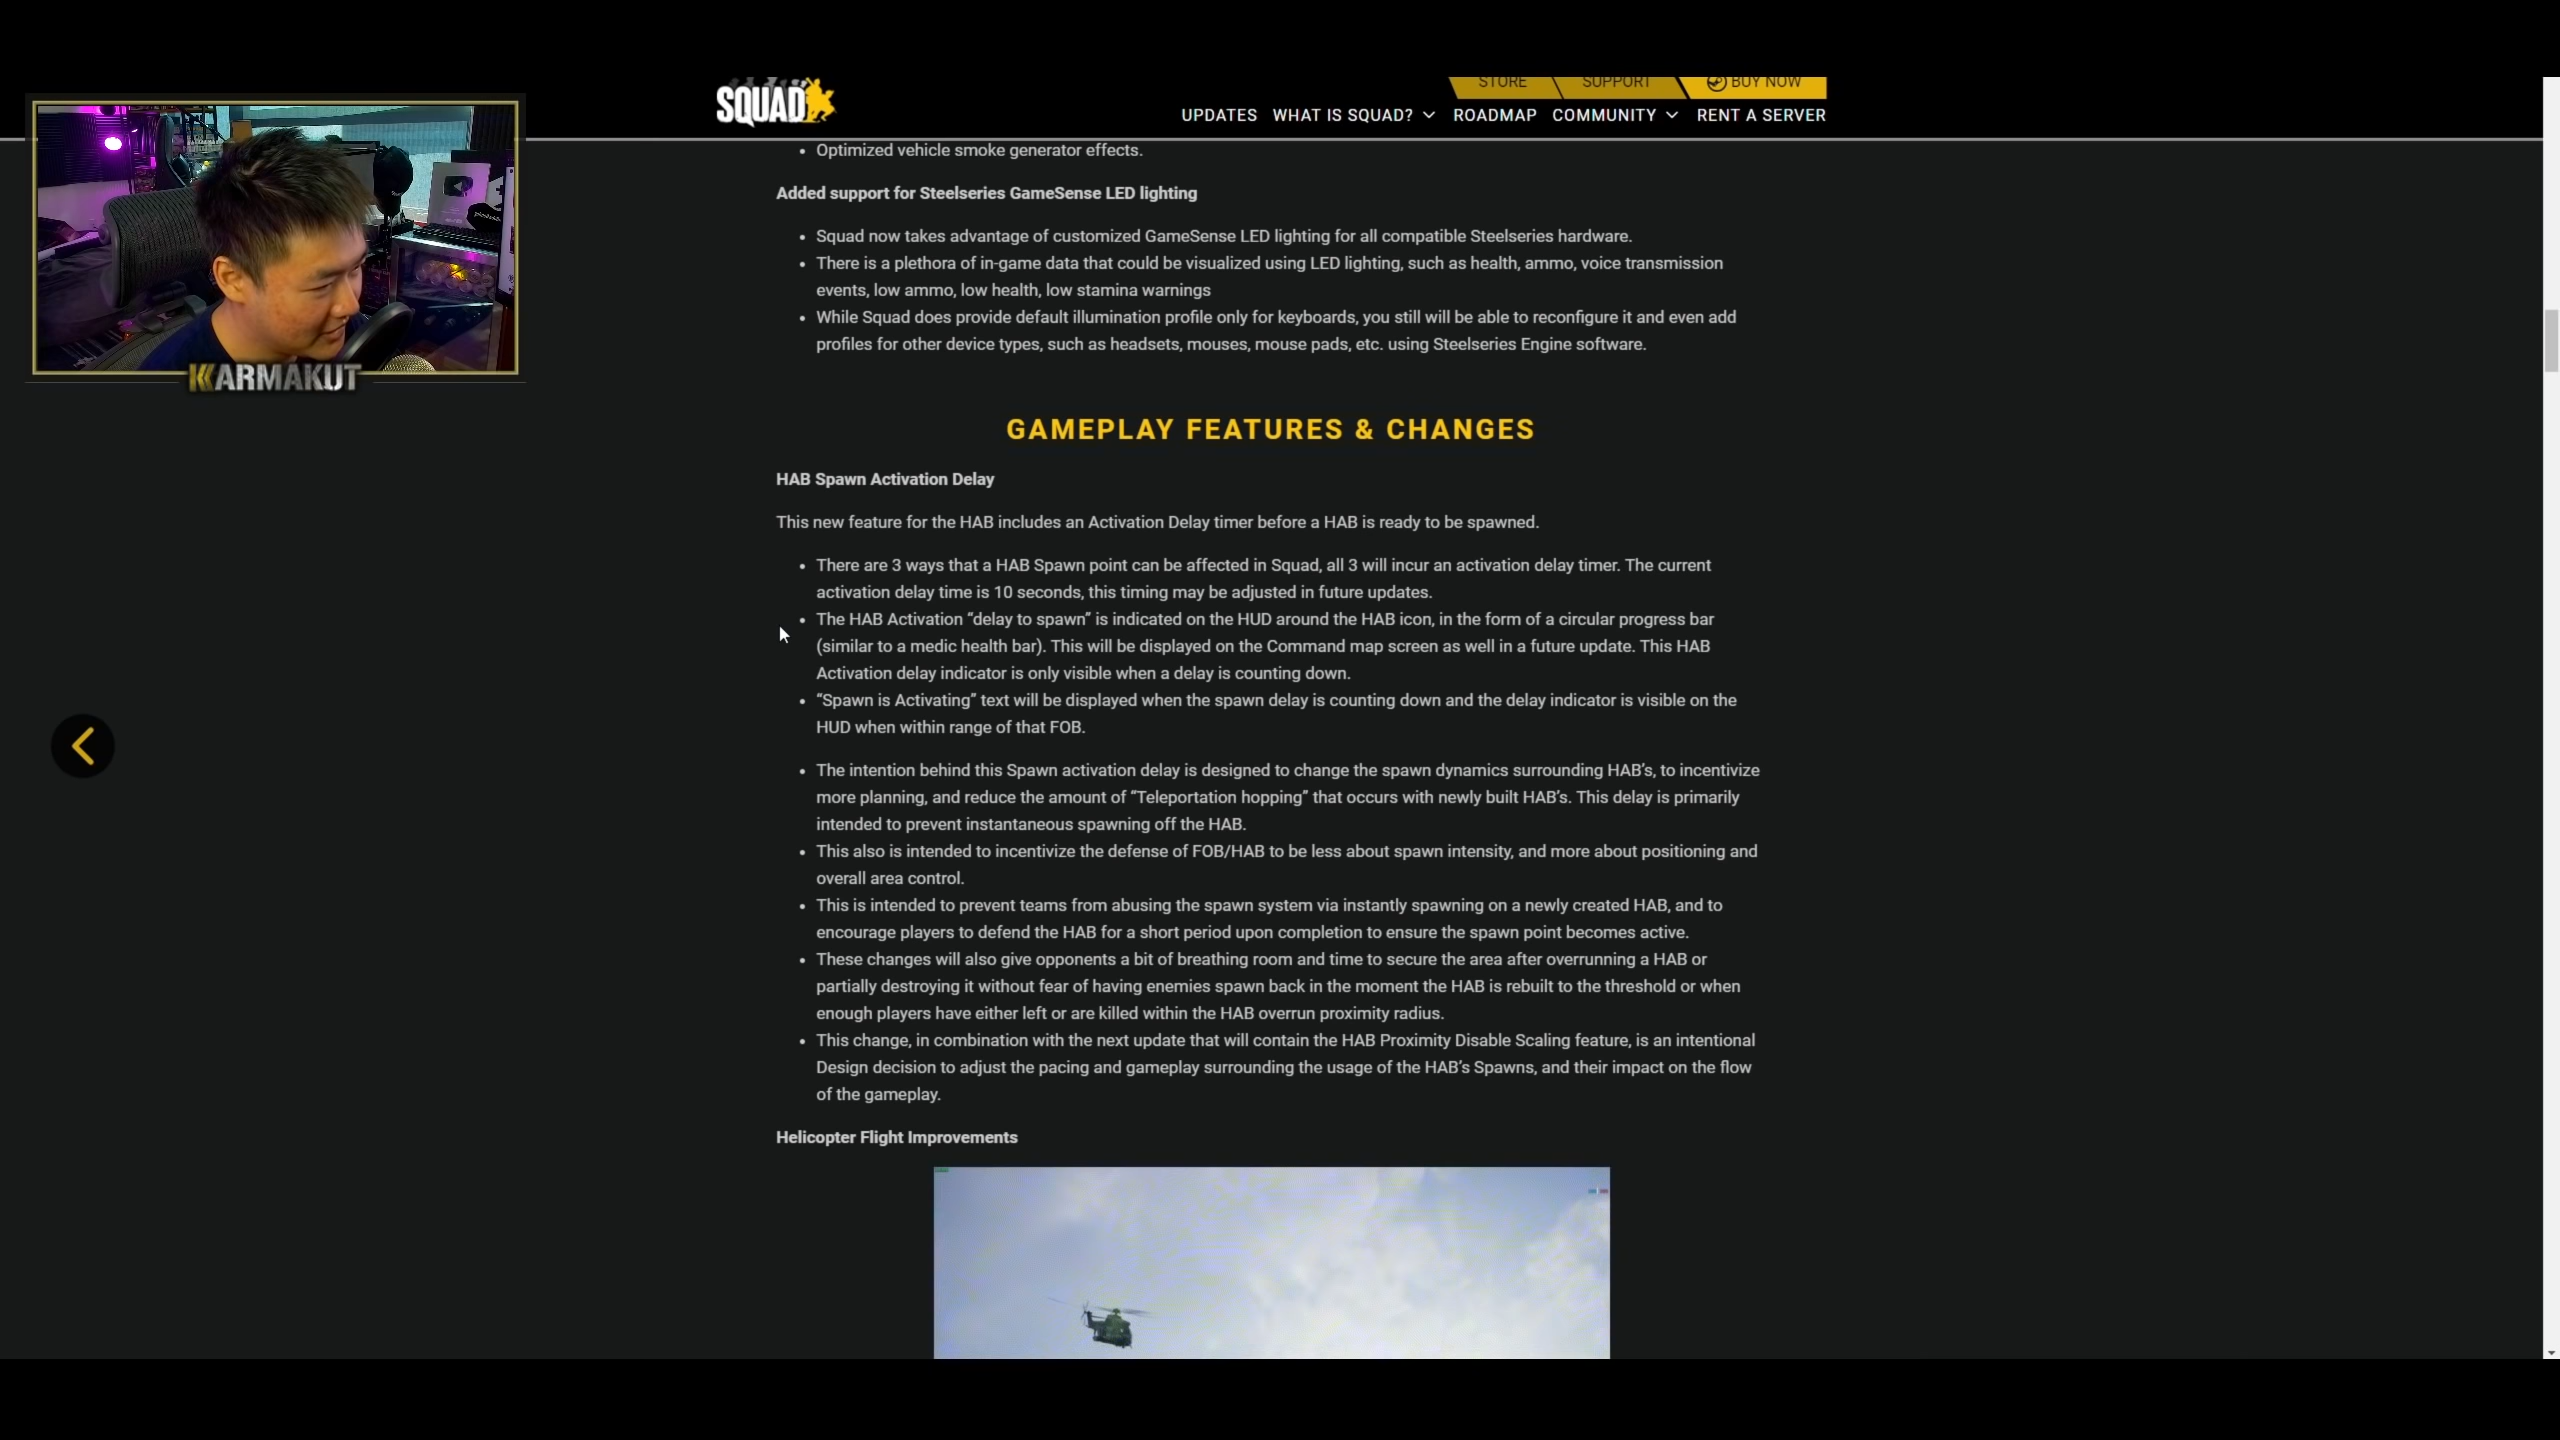 SQUAD
STORE
SUPPORT
BUY NOW
UPDATES
WHAT IS SQUAD?
ROADMAP
COMMUNITY
RENT A SERVER
KARMAKUT
• Optimized vehicle smoke generator effects.
Added support for Steelseries GameSense LED lighting
• Squad now takes advantage of customized GameSense LED lighting for all compatible Steelseries hardware.
• There is a plethora of in-game data that could be visualized using LED lighting, such as health, ammo, voice transmission
events, low ammo, low health, low stamina warnings
• While Squad does provide default illumination profile only for keyboards, you still will be able to reconfigure it and even add
profiles for other device types, such as headsets, mouses, mouse pads, etc. using Steelseries Engine software.
GAMEPLAY FEATURES & CHANGES
HAB Spawn Activation Delay
This new feature for the HAB includes an Activation Delay timer before a HAB is ready to be spawned.
• There are 3 ways that a HAB Spawn point can be affected in Squad, all 3 will incur an activation delay timer. The current
activation delay time is 10 seconds, this timing may be adjusted in future updates.
• The HAB Activation “delay to spawn” is indicated on the HUD around the HAB icon, in the form of a circular progress bar
(similar to a medic health bar). This will be displayed on the Command map screen as well in a future update. This HAB
Activation delay indicator is only visible when a delay is counting down.
• “Spawn is Activating” text will be displayed when the spawn delay is counting down and the delay indicator is visible on the
HUD when within range of that FOB.
• The intention behind this Spawn activation delay is designed to change the spawn dynamics surrounding HAB’s, to incentivize
more planning, and reduce the amount of “Teleportation hopping” that occurs with newly built HAB’s. This delay is primarily
intended to prevent instantaneous spawning off the HAB.
• This also is intended to incentivize the defense of FOB/HAB to be less about spawn intensity, and more about positioning and
overall area control.
• This is intended to prevent teams from abusing the spawn system via instantly spawning on a newly created HAB, and to
encourage players to defend the HAB for a short period upon completion to ensure the spawn point becomes active.
• These changes will also give opponents a bit of breathing room and time to secure the area after overrunning a HAB or
partially destroying it without fear of having enemies spawn back in the moment the HAB is rebuilt to the threshold or when
enough players have either left or are killed within the HAB overrun proximity radius.
• This change, in combination with the next update that will contain the HAB Proximity Disable Scaling feature, is an intentional
Design decision to adjust the pacing and gameplay surrounding the usage of the HAB’s Spawns, and their impact on the flow
of the gameplay.
Helicopter Flight Improvements